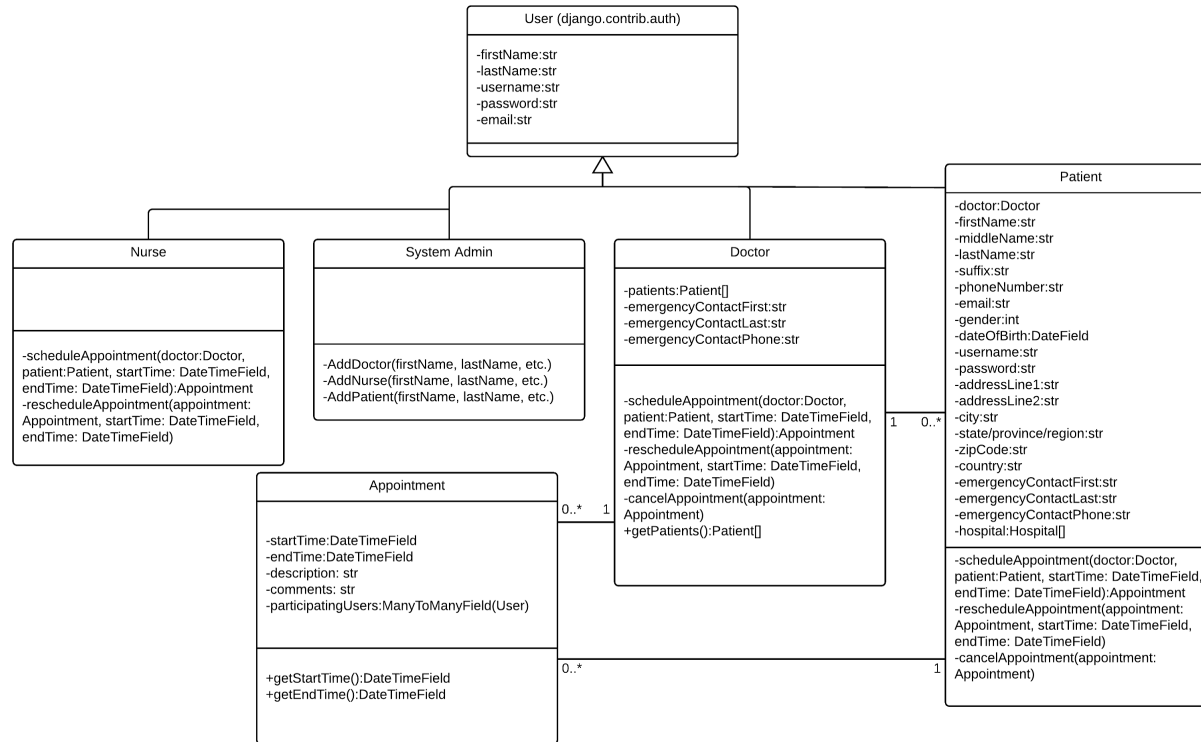 User (django.contrib.auth)
-firstName:str
-lastName:str
-username:str
-password:str
-email:str
Nurse
-scheduleAppointment(doctor:Doctor,
patient:Patient, startTime: DateTimeField,
endTime: DateTimeField):Appointment
-rescheduleAppointment(appointment:
Appointment, startTime: DateTimeField,
endTime: DateTimeField)
System Admin
-AddDoctor(firstName, lastName, etc.)
-AddNurse(firstName, lastName, etc.)
-AddPatient(firstName, lastName, etc.)
Doctor
-patients:Patient[]
-emergencyContactFirst:str
-emergencyContactLast:str
-emergencyContactPhone:str
-scheduleAppointment(doctor:Doctor,
patient:Patient, startTime: DateTimeField,
endTime: DateTimeField):Appointment
-rescheduleAppointment(appointment:
Appointment, startTime: DateTimeField,
endTime: DateTimeField)
-cancelAppointment(appointment:
Appointment)
+getPatients():Patient[]
1 0..*
Patient
-doctor:Doctor
-firstName:str
-middleName:str
-lastName:str
-suffix:str
-phoneNumber:str
-email:str
-gender:int
-dateOfBirth:DateField
-username:str
-password:str
-addressLine1:str
-addressLine2:str
-city:str
-state/province/region:str
-zipCode:str
-country:str
-emergencyContactFirst:str
-emergencyContactLast:str
-emergencyContactPhone:str
-hospital:Hospital[]
-scheduleAppointment(doctor:Doctor,
patient:Patient, startTime: DateTimeField,
endTime: DateTimeField):Appointment
-rescheduleAppointment(appointment:
Appointment, startTime: DateTimeField,
endTime: DateTimeField)
-cancelAppointment(appointment:
Appointment)
Appointment
-startTime:DateTimeField
-endTime:DateTimeField
-description: str
-comments: str
-participatingUsers:ManyToManyField(User)
+getStartTime():DateTimeField
+getEndTime():DateTimeField
0..* 1
0..* 1